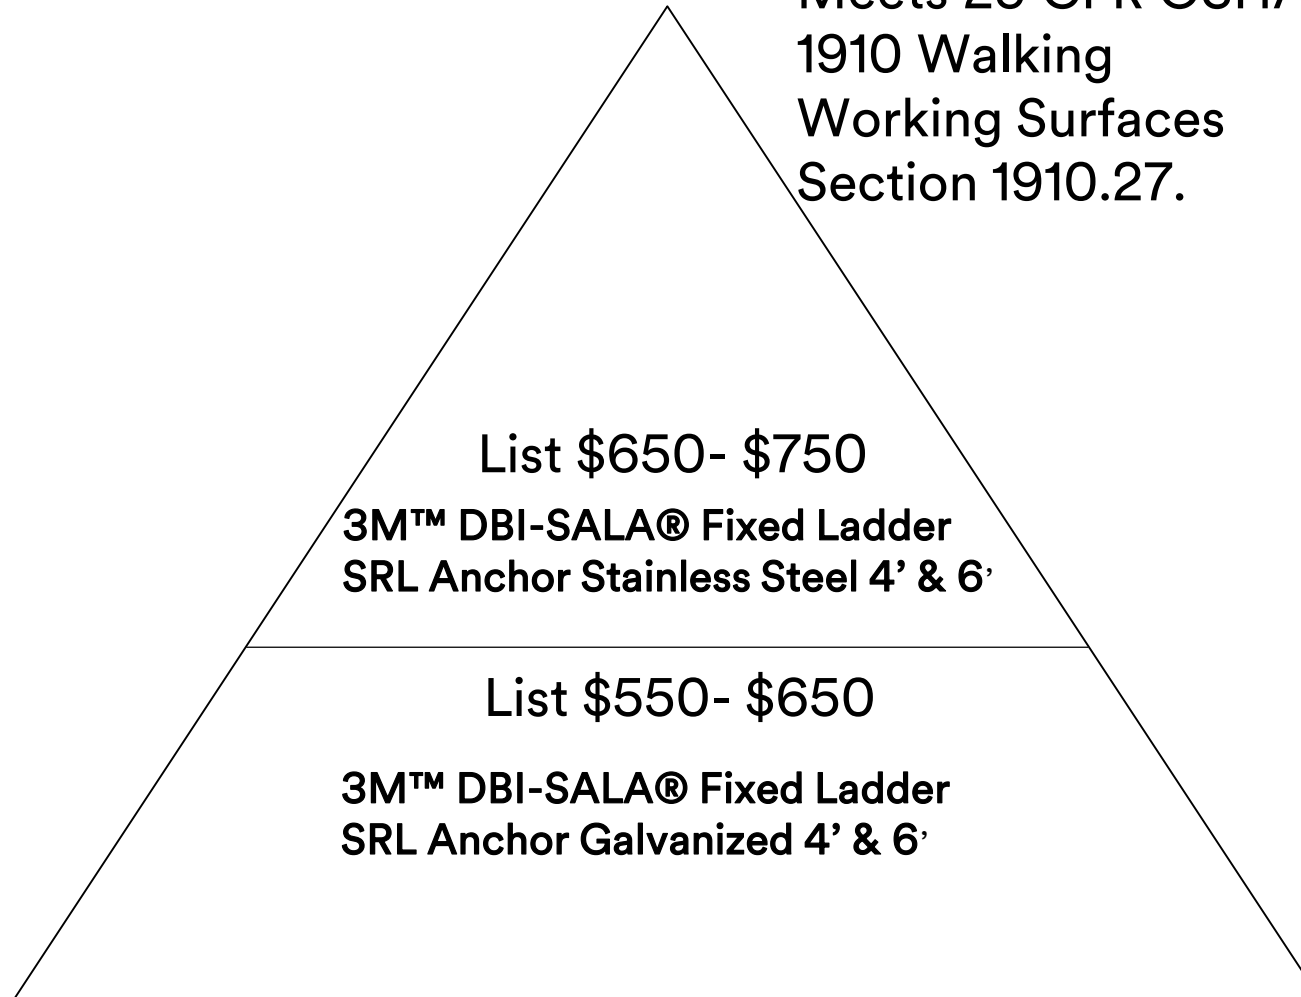 1910 Walking
Working Surfaces
Section 1910.27.
List $650- $750
3M™ DBI-SALA® Fixed Ladder
SRL Anchor Stainless Steel 4’ & 6’
List $550- $650
3M™ DBI-SALA® Fixed Ladder
SRL Anchor Galvanized 4’ & 6’